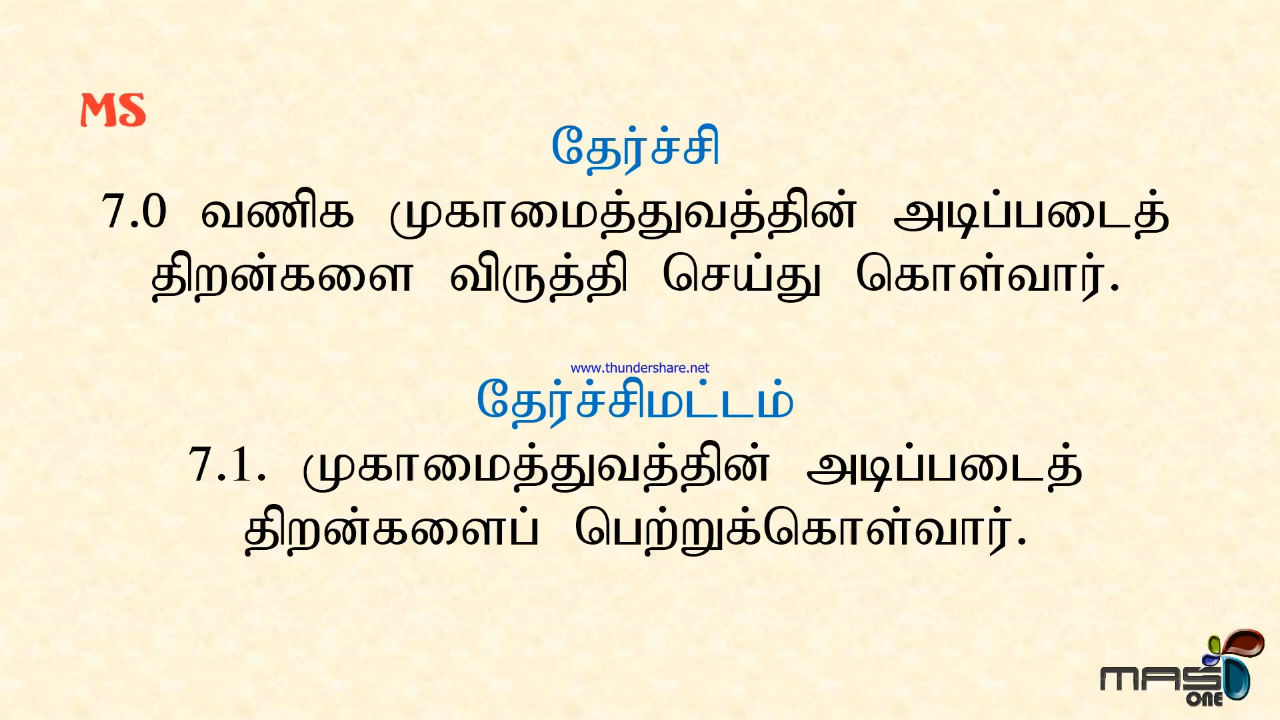 MS
தேர்ச்சி
7.0 வணிக முகாமைத்துவத்தின் அடிப்படைத்
திறன்களை விருத்தி செய்து கொள்வார்.
www.thundershare.net
தேர்ச்சிமட்டம்
7.1. முகாமைத்துவத்தின் அடிப்படைத்
திறன்களைப் பெற்றுக்கொள்வார்.
MAS
ONE